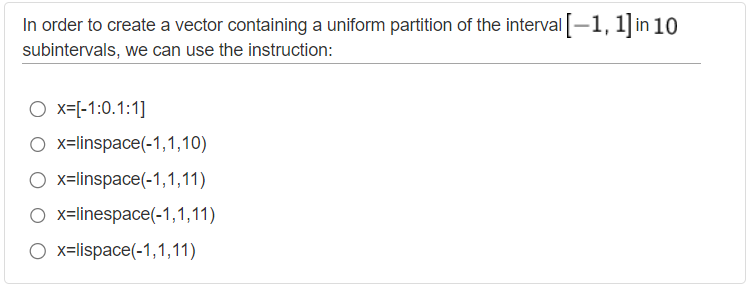 In order to create a vector containing a uniform partition of the interval [−1, 1] in 10
subintervals, we can use the instruction:
x=[-1:0.1:1]
x=linspace(-1,1,10)
x=linspace(-1,1,11)
x=linespace(-1,1,11)
x=lispace(-1,1,11)